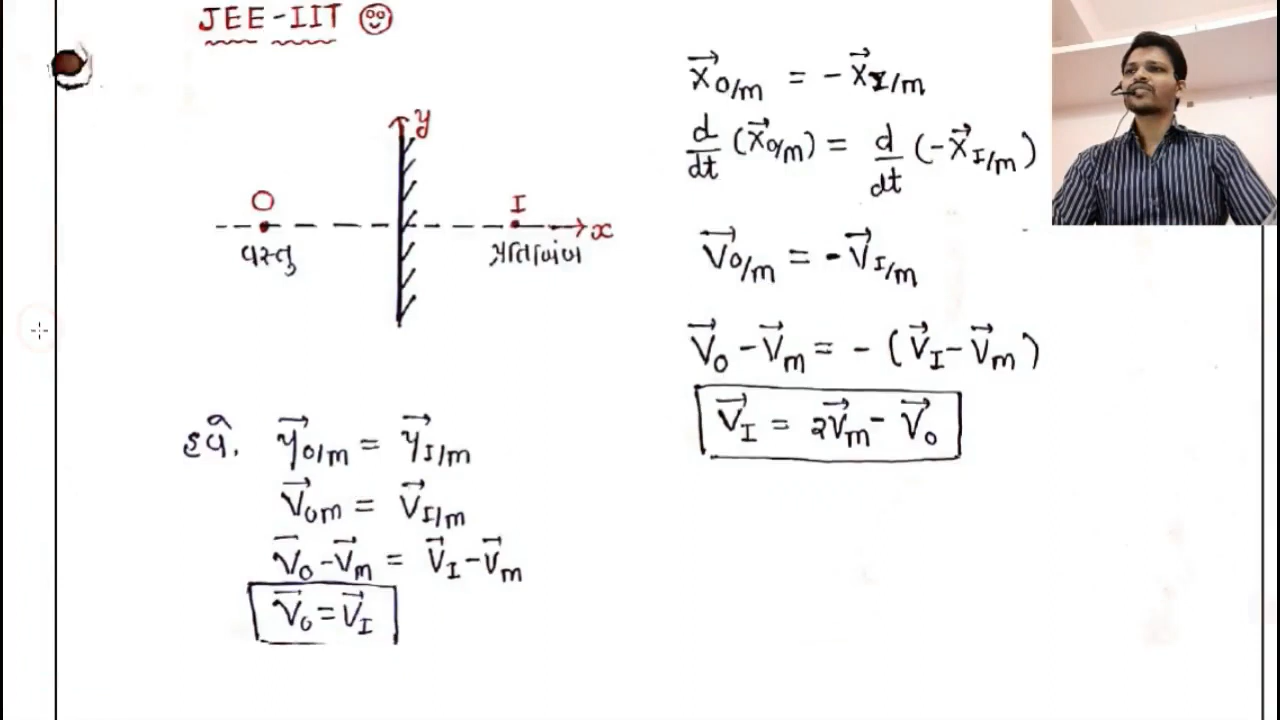 JEE-IIT
y
O
I
x
વસ્તુ
પ્રતિબિંબ
હવે, y⃗O/m = y⃗I/m
V⃗om = V⃗I/m
V⃗o - V⃗m = V⃗I - V⃗m
V⃗o = V⃗I
x⃗O/m = - x⃗I/m
d/dt (x⃗O/m) = d/dt (-x⃗I/m)
V⃗O/m = - V⃗I/m
V⃗o - V⃗m = - (V⃗I - V⃗m)
V⃗I = 2V⃗m - V⃗o